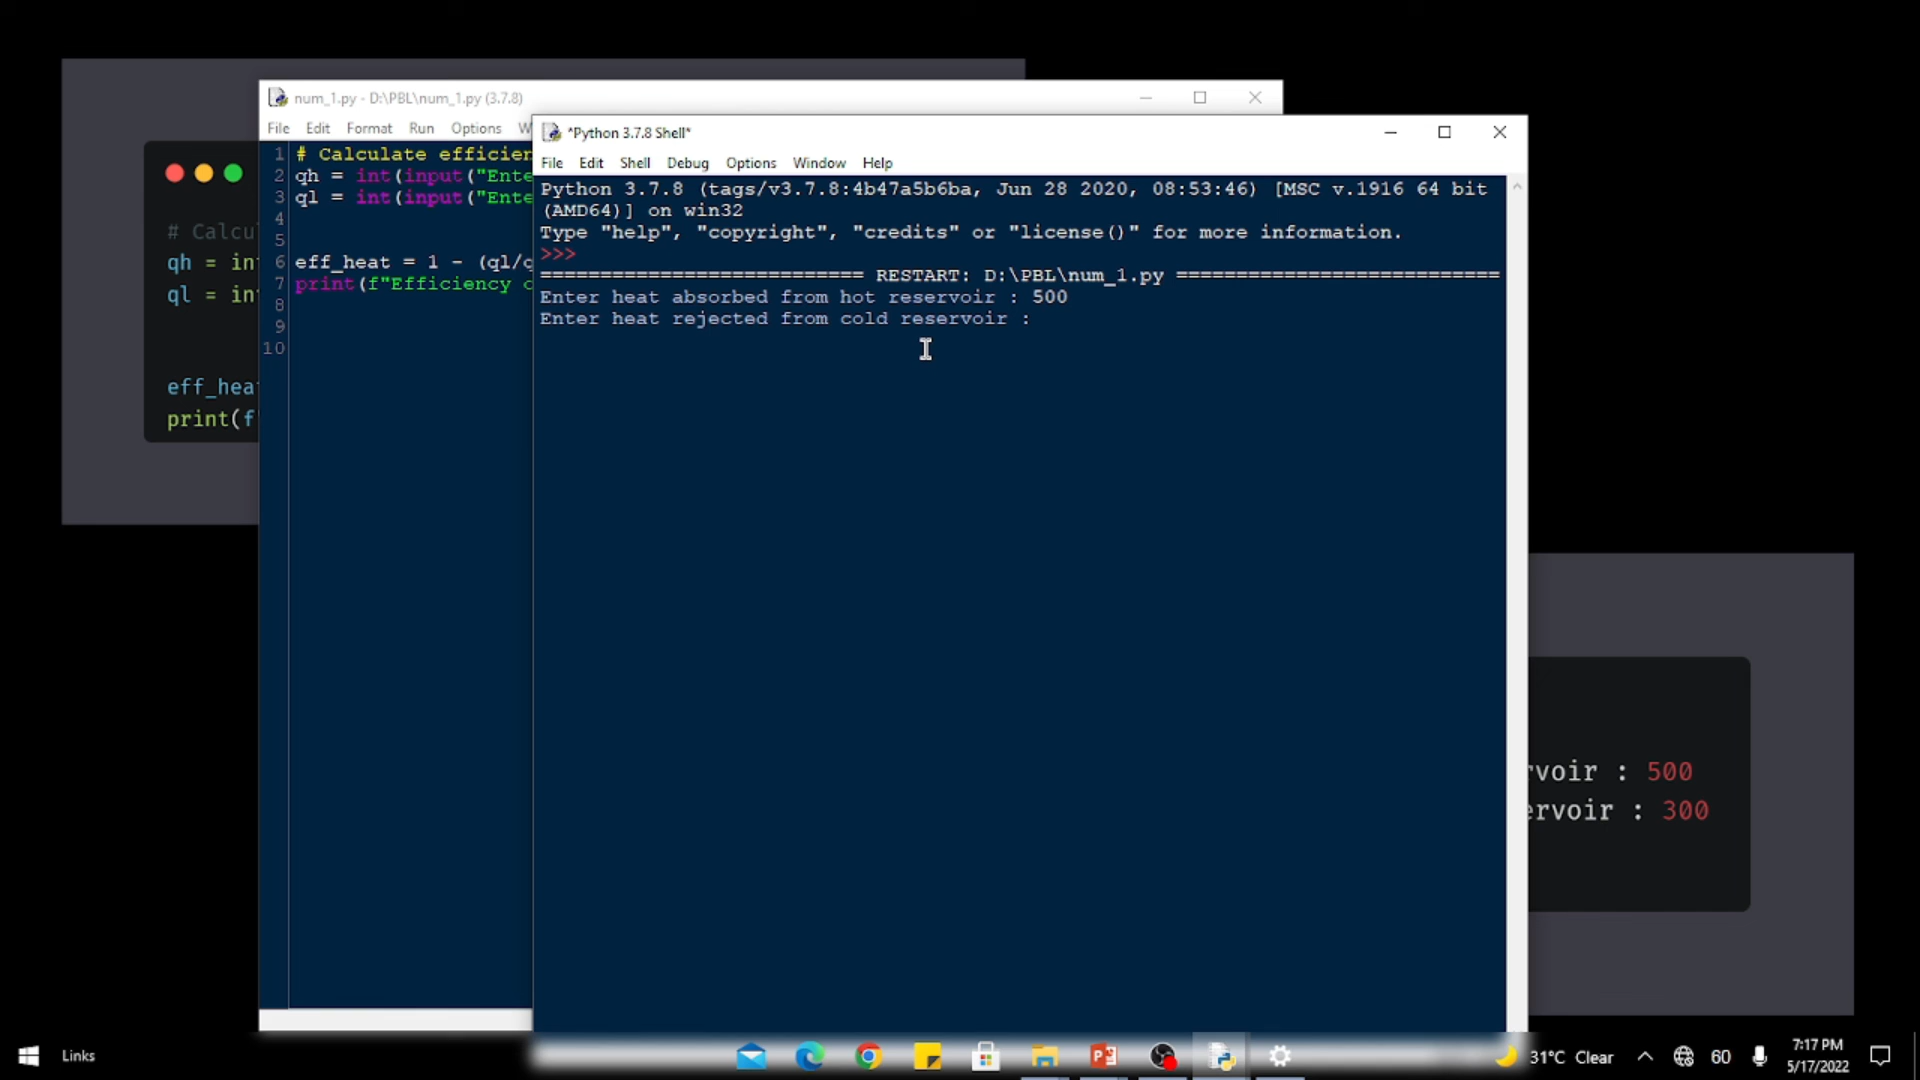 num_1.py - D:\PBL\num_1.py (3.7.8)
File Edit Format Run Options W
1 # Calculate efficien
2 qh = int(input("Ente
3 ql = int(input("Ente
4
5
6 eff_heat = 1 - (ql/q
7 print(f"Efficiency o
8
9
10
# Calcul
qh = in
ql = in
eff_hea
print(f
*Python 3.7.8 Shell*
File Edit Shell Debug Options Window Help
Python 3.7.8 (tags/v3.7.8:4b47a5b6ba, Jun 28 2020, 08:53:46) [MSC v.1916 64 bit
(AMD64)] on win32
Type "help", "copyright", "credits" or "license()" for more information.
>>>
=========================== RESTART: D:\PBL\num_1.py ===========================
Enter heat absorbed from hot reservoir : 500
Enter heat rejected from cold reservoir :
rvoir : 500
ervoir : 300
Links
31°C Clear
60
7:17 PM
5/17/2022